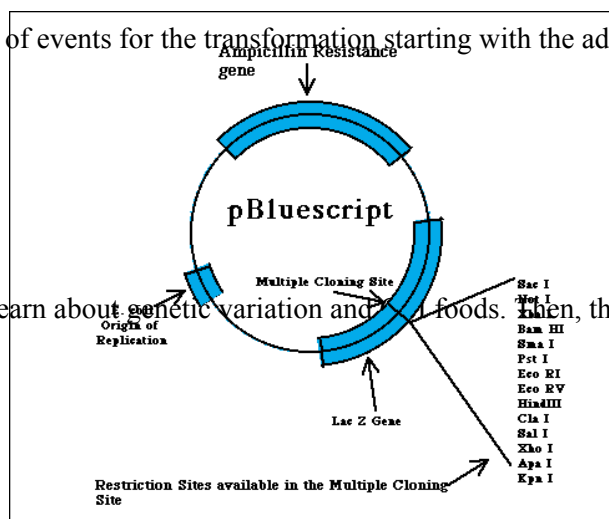 of events for the transformation starting with the ad
Ampicillin Resistance
gene
pBluescript
Multiple Cloning Site
earn about genetic variation and foods. Then, th
Origin of
Replication
Lac Z Gene
Sac I
Not I
Xba I
Bam HI
Sma I
Pst I
Eco RI
Eco RV
HindIII
Cla I
Sal I
Xho I
Apa I
Kpn I
Restriction Sites available in the Multiple Cloning
Site